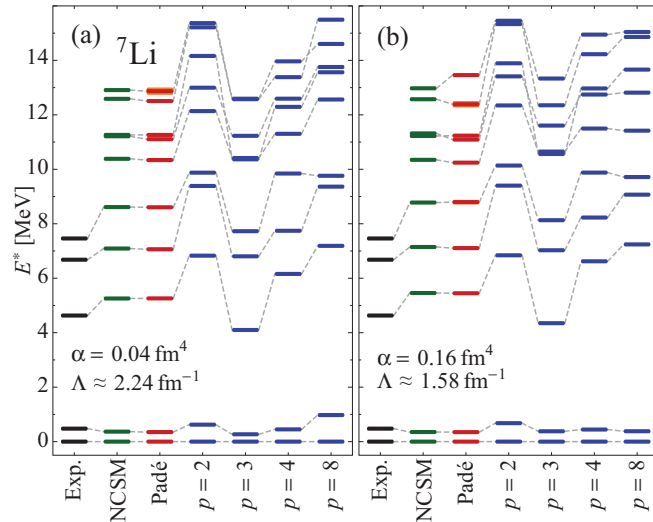 (a)
⁷Li
(b)
E* [MeV]
14
12
10
8
6
4
2
0
α = 0.04 fm⁴
Λ ≈ 2.24 fm⁻¹
α = 0.16 fm⁴
Λ ≈ 1.58 fm⁻¹
Exp.
NCSM
Padé
p = 2
p = 3
p = 4
p = 8
Exp.
NCSM
Padé
p = 2
p = 3
p = 4
p = 8